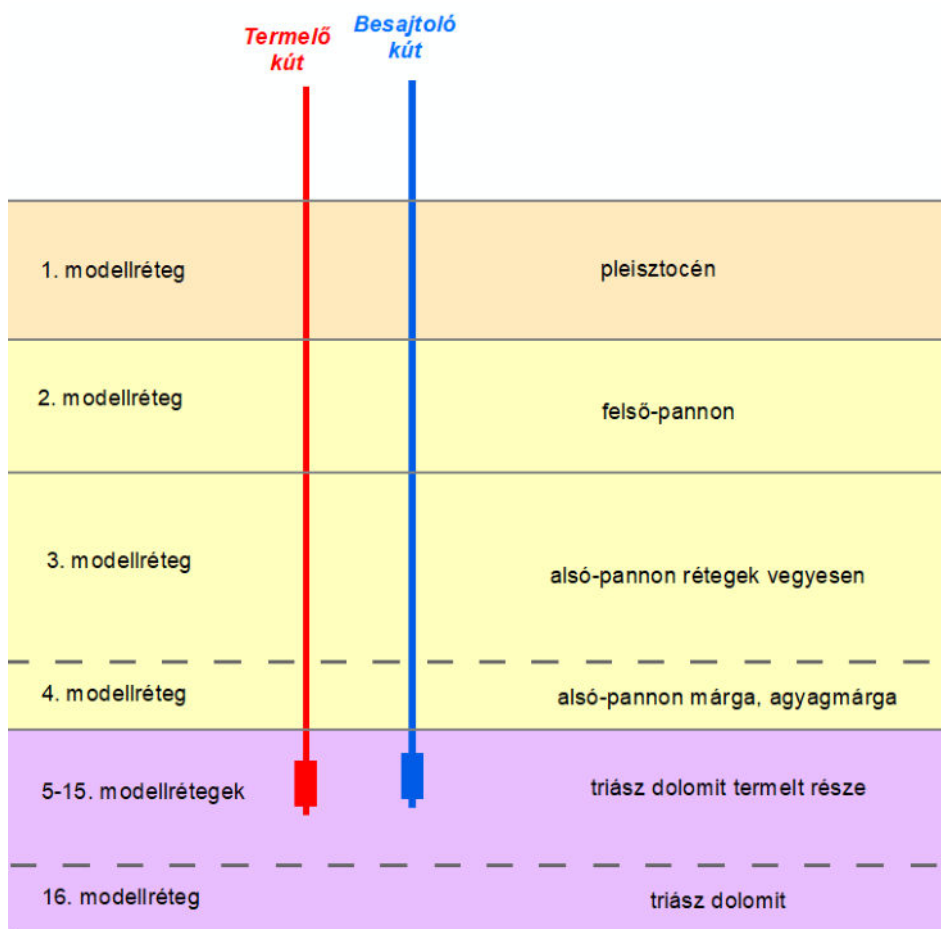 Termelő
kút
Besajtoló
kút
1. modellréteg
pleisztocén
2. modellréteg
felső-pannon
3. modellréteg
alsó-pannon rétegek vegyesen
4. modellréteg
alsó-pannon márga, agyagmárga
5-15. modellrétegek
triász dolomit termelt része
16. modellréteg
triász dolomit